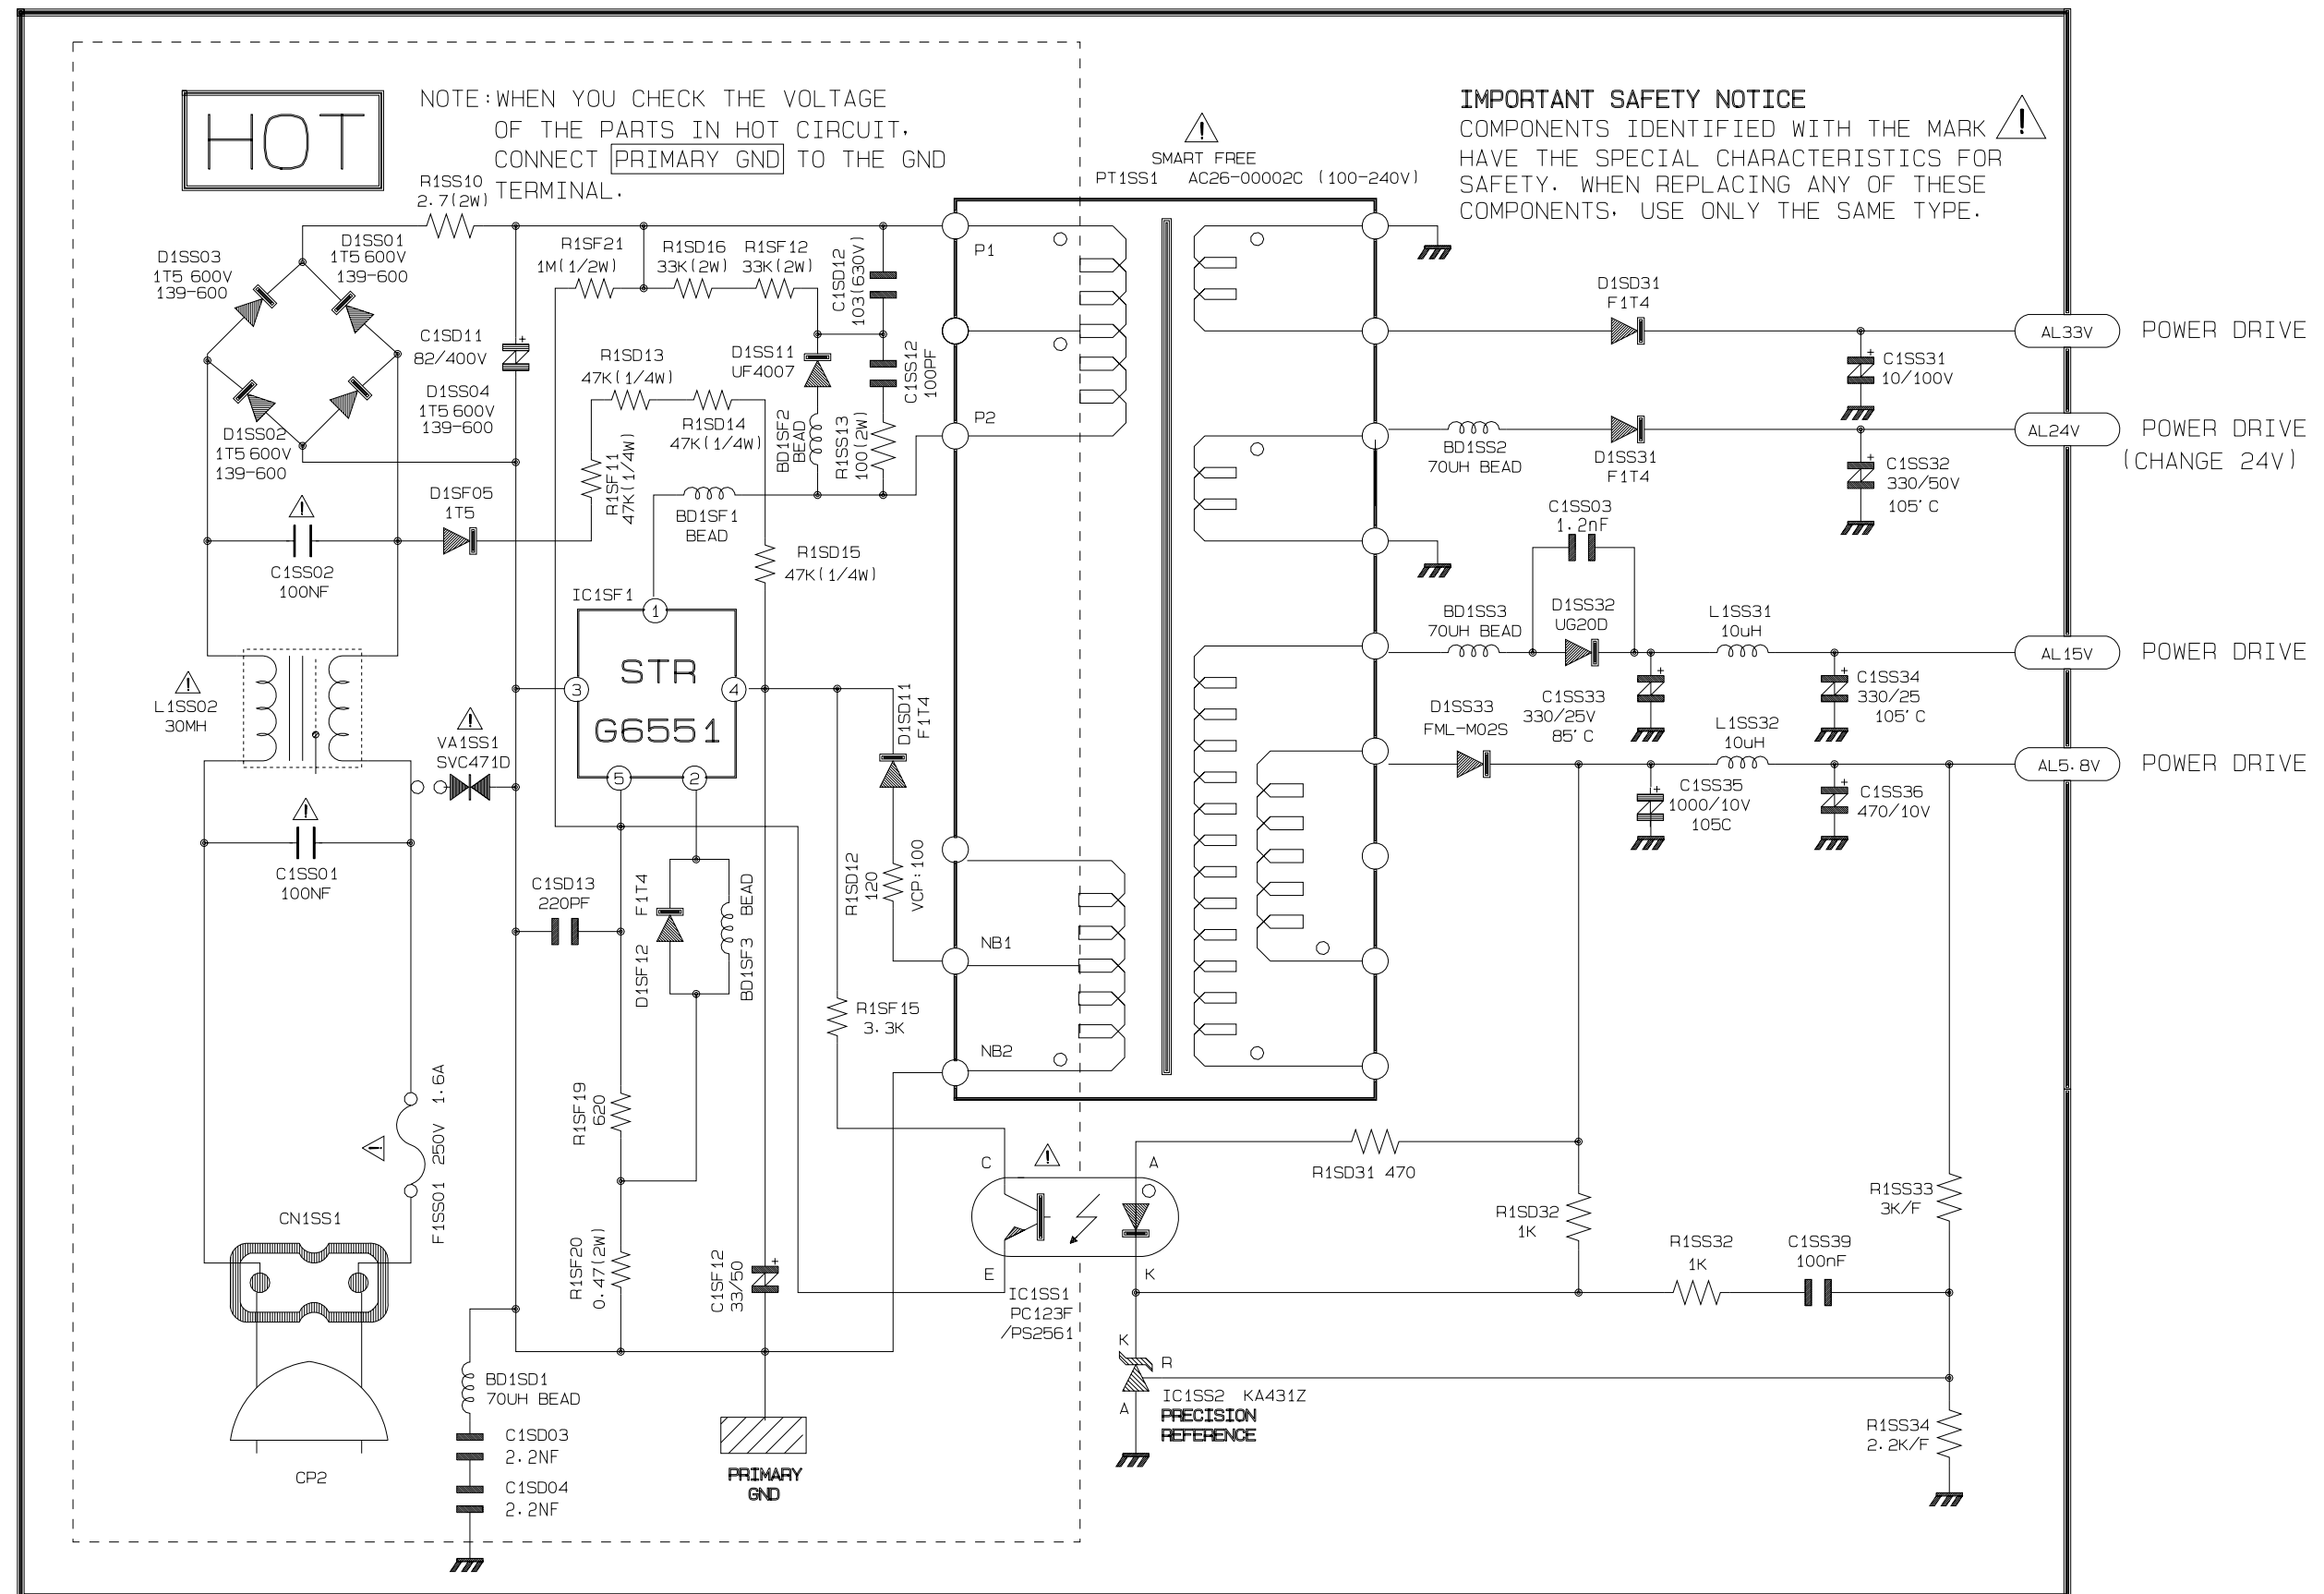 HOT
NOTE:WHEN YOU CHECK THE VOLTAGE
OF THE PARTS IN HOT CIRCUIT,
CONNECT PRIMARY GND TO THE GND
TERMINAL.
IMPORTANT SAFETY NOTICE
COMPONENTS IDENTIFIED WITH THE MARK !
HAVE THE SPECIAL CHARACTERISTICS FOR
SAFETY. WHEN REPLACING ANY OF THESE
COMPONENTS, USE ONLY THE SAME TYPE.
!
SMART FREE
PT1SS1 AC26-00002C (100-240V)
R1SS10
2.7(2W)
D1SS03
1T5 600V
139-600
D1SS01
1T5 600V
139-600
C1SD11
82/400V
D1SS04
1T5 600V
139-600
D1SS02
1T5 600V
139-600
R1SF21
1M(1/2W)
R1SD16
33K(2W)
R1SF12
33K(2W)
C1SD12
103(630V)
R1SD13
47K(1/4W)
D1SS11
UF4007
C1SS12
100PF
R1SD14
47K(1/4W)
BD1SF2
BEAD
R1SS13
100(2W)
R1SF11
47K(1/4W)
D1SF05
1T5
BD1SF1
BEAD
R1SD15
47K(1/4W)
!
C1SS02
100NF
IC1SF1
1
3
STR
4
G6551
5
2
!
L1SS02
30MH
!
VA1SS1
SVC471D
!
C1SS01
100NF
D1SD11
F1T4
C1SD13
220PF
D1SF12 F1T4
BD1SF3 BEAD
R1SD12
120
VCP:100
R1SF15
3.3K
R1SF19
620
R1SF20
0.47(2W)
C1SF12
33/50
!
F1SS01 250V 1.6A
CN1SS1
CP2
BD1SD1
70UH BEAD
C1SD03
2.2NF
C1SD04
2.2NF
PRIMARY
GND
P1
P2
NB1
NB2
D1SD31
F1T4
AL33V POWER DRIVE
C1SS31
10/100V
BD1SS2
70UH BEAD
D1SS31
F1T4
AL24V POWER DRIVE
(CHANGE 24V)
C1SS32
330/50V
105°C
C1SS03
1.2nF
BD1SS3
70UH BEAD
D1SS32
UG20D
L1SS31
10uH
AL15V POWER DRIVE
C1SS33
330/25V
85°C
C1SS34
330/25
105°C
D1SS33
FML-M02S
L1SS32
10uH
AL5.8V POWER DRIVE
C1SS35
1000/10V
105C
C1SS36
470/10V
C
!
A
E
K
IC1SS1
PC123F
/PS2561
R1SD31 470
R1SD32
1K
R1SS33
3K/F
R1SS32
1K
C1SS39
100nF
K
R
A
IC1SS2 KA431Z
PRECISION
REFERENCE
R1SS34
2.2K/F